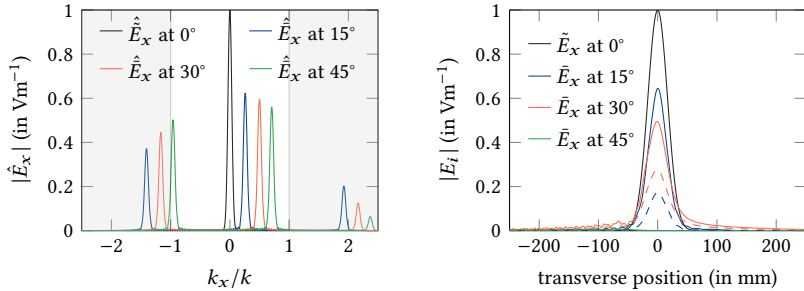 1
0.8
0.6
0.4
0.2
0
|Ê_x| (in Vm⁻¹)
Ẽ̂_x at 0° Ē̂_x at 15°
Ē̂_x at 30° Ē̂_x at 45°
−2 −1 0 1 2
k_x/k
1
0.8
0.6
0.4
0.2
0
|E_i| (in Vm⁻¹)
Ẽ_x at 0°
Ē_x at 15°
Ē_x at 30°
Ē_x at 45°
−200 −100 0 100 200
transverse position (in mm)